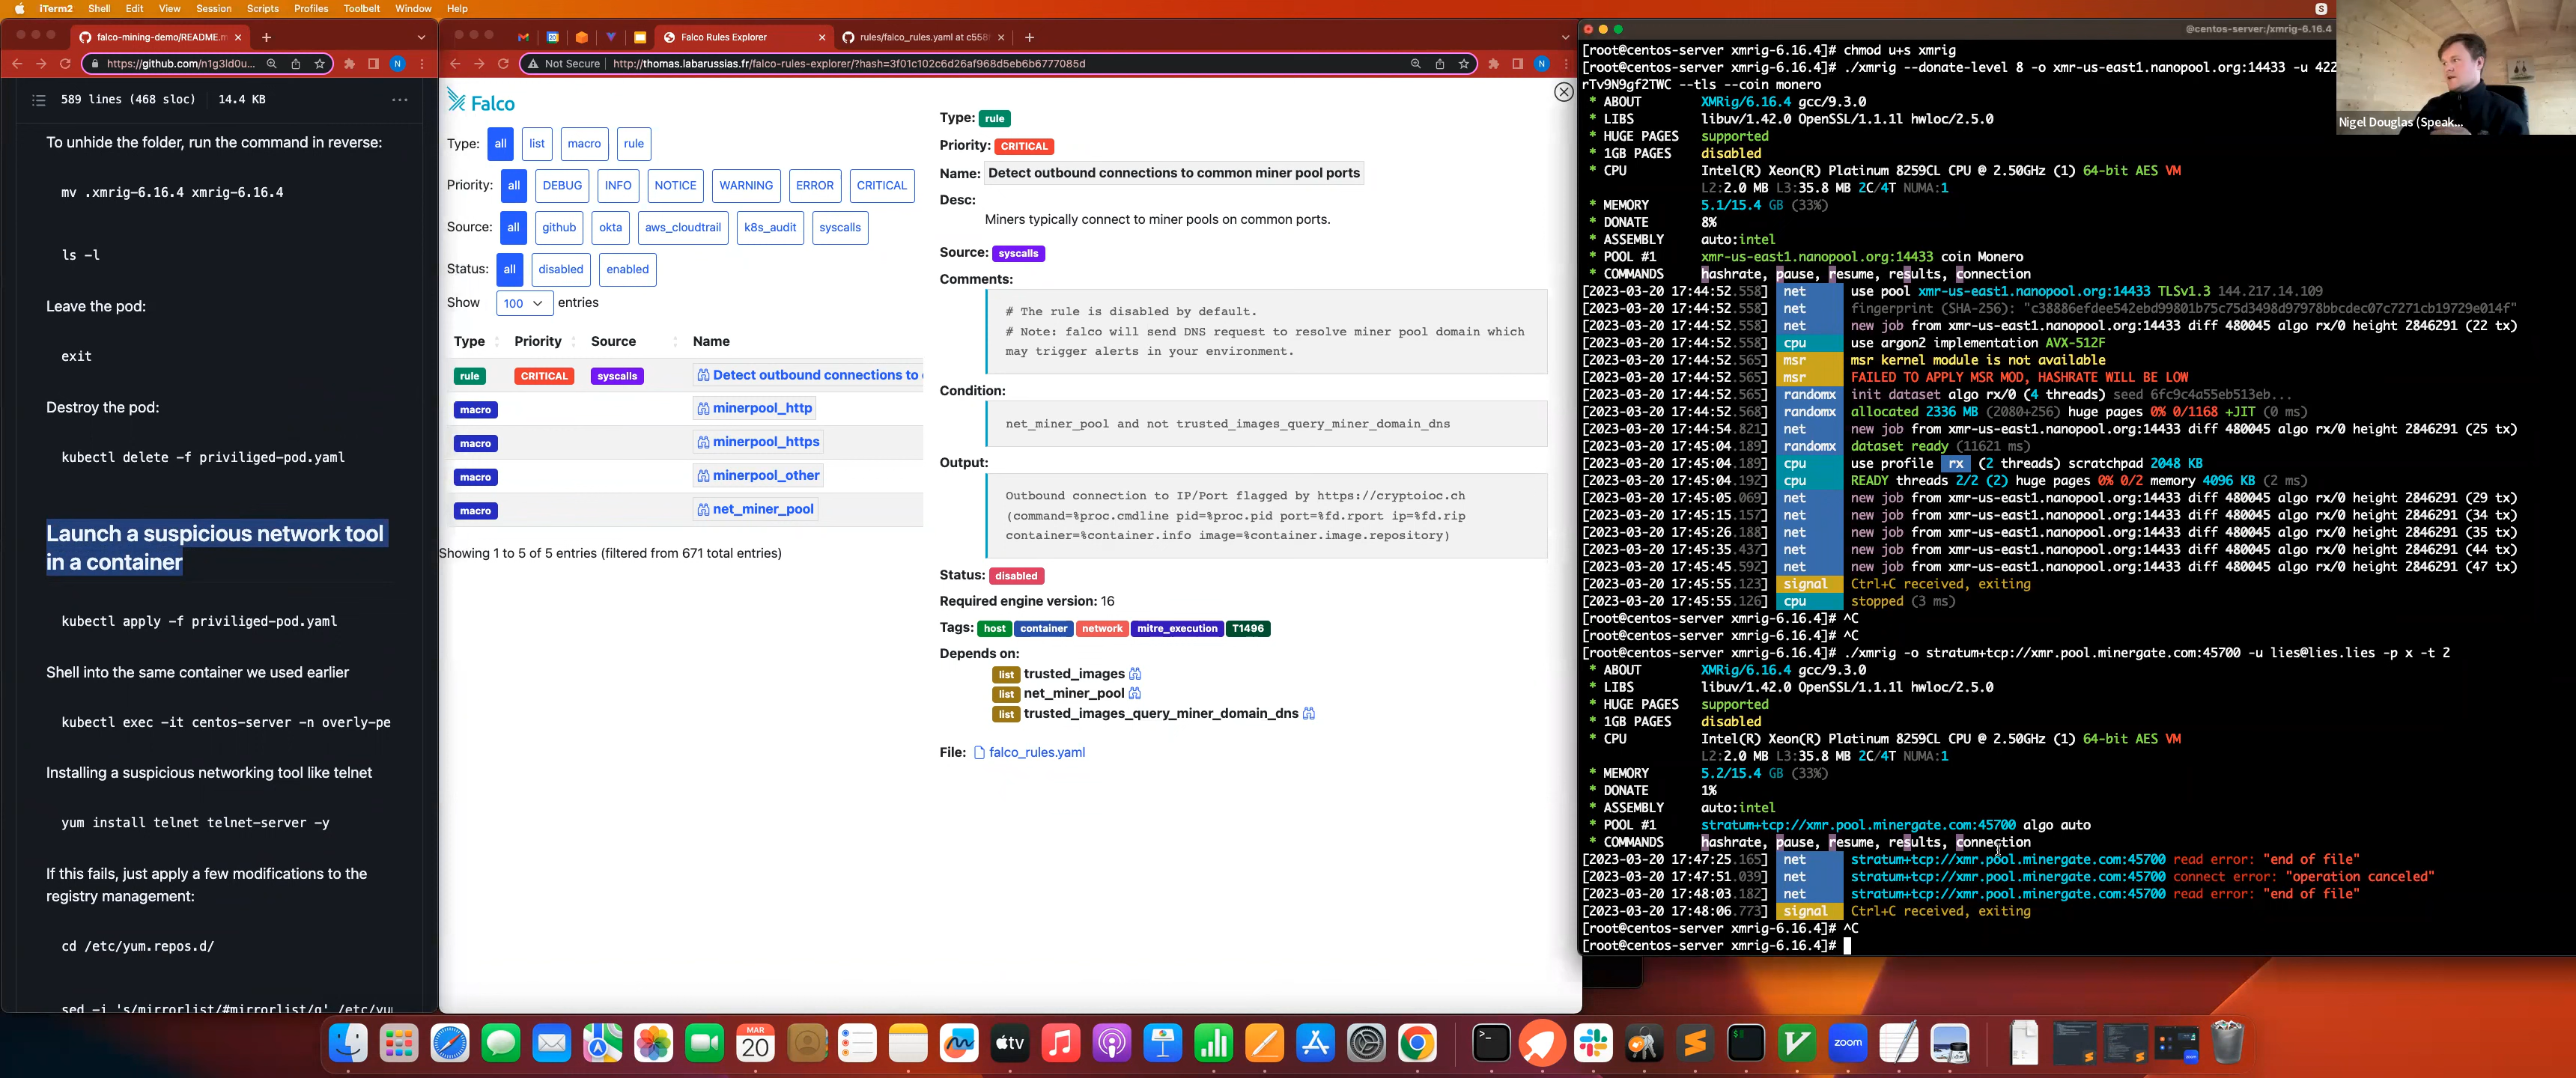 iTerm2 Shell Edit View Session Scripts Profiles Toolbelt Window Help
falco-mining-demo/README.m
https://github.com/n1g3ld0u...
589 lines (468 sloc) 14.4 KB
To unhide the folder, run the command in reverse:
mv .xmrig-6.16.4 xmrig-6.16.4
ls -l
Leave the pod:
exit
Destroy the pod:
kubectl delete -f priviliged-pod.yaml
Launch a suspicious network tool
in a container
kubectl apply -f priviliged-pod.yaml
Shell into the same container we used earlier
kubectl exec -it centos-server -n overly-pe
Installing a suspicious networking tool like telnet
yum install telnet telnet-server -y
If this fails, just apply a few modifications to the
registry management:
cd /etc/yum.repos.d/
sed -i 's/mirrorlist/#mirrorlist/g' /etc/yu
Falco Rules Explorer
rules/falco_rules.yaml at c558
Not Secure http://thomas.labarussias.fr/falco-rules-explorer/?hash=3f01c102c6d26af968d5eb6b6777085d
Falco
Type: all list macro rule
Priority: all DEBUG INFO NOTICE WARNING ERROR CRITICAL
Source: all github okta aws_cloudtrail k8s_audit syscalls
Status: all disabled enabled
Show 100 entries
Type Priority Source Name
rule CRITICAL syscalls Detect outbound connections to
macro minerpool_http
macro minerpool_https
macro minerpool_other
macro net_miner_pool
Showing 1 to 5 of 5 entries (filtered from 671 total entries)
Type: rule
Priority: CRITICAL
Name: Detect outbound connections to common miner pool ports
Desc:
Miners typically connect to miner pools on common ports.
Source: syscalls
Comments:
# The rule is disabled by default.
# Note: falco will send DNS request to resolve miner pool domain which
may trigger alerts in your environment.
Condition:
net_miner_pool and not trusted_images_query_miner_domain_dns
Output:
Outbound connection to IP/Port flagged by https://cryptoioc.ch
(command=%proc.cmdline pid=%proc.pid port=%fd.rport ip=%fd.rip
container=%container.info image=%container.image.repository)
Status: disabled
Required engine version: 16
Tags: host container network mitre_execution T1496
Depends on:
list trusted_images
list net_miner_pool
list trusted_images_query_miner_domain_dns
File: falco_rules.yaml
@centos-server:/xmrig-6.16.4
[root@centos-server xmrig-6.16.4]# chmod u+s xmrig
[root@centos-server xmrig-6.16.4]# ./xmrig --donate-level 8 -o xmr-us-east1.nanopool.org:14433 -u 422
rTv9N9gf2TWC --tls --coin monero
* ABOUT XMRig/6.16.4 gcc/9.3.0
* LIBS libuv/1.42.0 OpenSSL/1.1.1l hwloc/2.5.0
* HUGE PAGES supported
* 1GB PAGES disabled
* CPU Intel(R) Xeon(R) Platinum 8259CL CPU @ 2.50GHz (1) 64-bit AES VM
L2:2.0 MB L3:35.8 MB 2C/4T NUMA:1
* MEMORY 5.1/15.4 GB (33%)
* DONATE 8%
* ASSEMBLY auto:intel
* POOL #1 xmr-us-east1.nanopool.org:14433 coin Monero
* COMMANDS hashrate, pause, resume, results, connection
[2023-03-20 17:44:52.558] net use pool xmr-us-east1.nanopool.org:14433 TLSv1.3 144.217.14.109
[2023-03-20 17:44:52.558] net fingerprint (SHA-256): "c38886efdee542ebd99801b75c75d3498d97978bbcdec07c7271cb19729e014f"
[2023-03-20 17:44:52.558] net new job from xmr-us-east1.nanopool.org:14433 diff 480045 algo rx/0 height 2846291 (22 tx)
[2023-03-20 17:44:52.558] cpu use argon2 implementation AVX-512F
[2023-03-20 17:44:52.565] msr msr kernel module is not available
[2023-03-20 17:44:52.565] msr FAILED TO APPLY MSR MOD, HASHRATE WILL BE LOW
[2023-03-20 17:44:52.565] randomx init dataset algo rx/0 (4 threads) seed 6fc9c4a55eb513eb...
[2023-03-20 17:44:52.568] randomx allocated 2336 MB (2080+256) huge pages 0% 0/1168 +JIT (0 ms)
[2023-03-20 17:44:54.821] net new job from xmr-us-east1.nanopool.org:14433 diff 480045 algo rx/0 height 2846291 (25 tx)
[2023-03-20 17:45:04.189] randomx dataset ready (11621 ms)
[2023-03-20 17:45:04.189] cpu use profile rx (2 threads) scratchpad 2048 KB
[2023-03-20 17:45:04.192] cpu READY threads 2/2 (2) huge pages 0% 0/2 memory 4096 KB (2 ms)
[2023-03-20 17:45:05.069] net new job from xmr-us-east1.nanopool.org:14433 diff 480045 algo rx/0 height 2846291 (29 tx)
[2023-03-20 17:45:15.157] net new job from xmr-us-east1.nanopool.org:14433 diff 480045 algo rx/0 height 2846291 (34 tx)
[2023-03-20 17:45:26.188] net new job from xmr-us-east1.nanopool.org:14433 diff 480045 algo rx/0 height 2846291 (35 tx)
[2023-03-20 17:45:35.437] net new job from xmr-us-east1.nanopool.org:14433 diff 480045 algo rx/0 height 2846291 (44 tx)
[2023-03-20 17:45:45.592] net new job from xmr-us-east1.nanopool.org:14433 diff 480045 algo rx/0 height 2846291 (47 tx)
[2023-03-20 17:45:55.123] signal Ctrl+C received, exiting
[2023-03-20 17:45:55.126] cpu stopped (3 ms)
[root@centos-server xmrig-6.16.4]# ^C
[root@centos-server xmrig-6.16.4]# ^C
[root@centos-server xmrig-6.16.4]# ./xmrig -o stratum+tcp://xmr.pool.minergate.com:45700 -u lies@lies.lies -p x -t 2
* ABOUT XMRig/6.16.4 gcc/9.3.0
* LIBS libuv/1.42.0 OpenSSL/1.1.1l hwloc/2.5.0
* HUGE PAGES supported
* 1GB PAGES disabled
* CPU Intel(R) Xeon(R) Platinum 8259CL CPU @ 2.50GHz (1) 64-bit AES VM
L2:2.0 MB L3:35.8 MB 2C/4T NUMA:1
* MEMORY 5.2/15.4 GB (33%)
* DONATE 1%
* ASSEMBLY auto:intel
* POOL #1 stratum+tcp://xmr.pool.minergate.com:45700 algo auto
* COMMANDS hashrate, pause, resume, results, connection
[2023-03-20 17:47:25.165] net stratum+tcp://xmr.pool.minergate.com:45700 read error: "end of file"
[2023-03-20 17:47:51.039] net stratum+tcp://xmr.pool.minergate.com:45700 connect error: "operation canceled"
[2023-03-20 17:48:03.182] net stratum+tcp://xmr.pool.minergate.com:45700 read error: "end of file"
[2023-03-20 17:48:06.773] signal Ctrl+C received, exiting
[root@centos-server xmrig-6.16.4]# ^C
[root@centos-server xmrig-6.16.4]#
Nigel Douglas (Speak...
MAR
20
tv
zoom